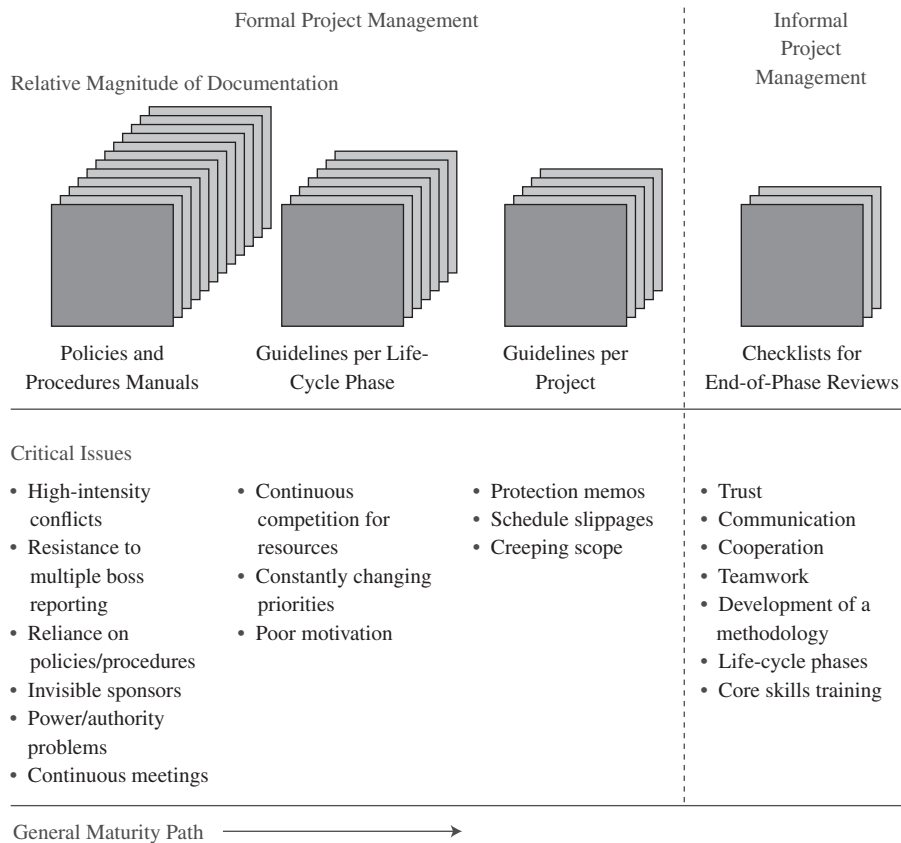 Formal Project Management
Informal
Project
Management
Relative Magnitude of Documentation
Policies and
Procedures Manuals
Guidelines per Life-
Cycle Phase
Guidelines per
Project
Checklists for
End-of-Phase Reviews
Critical Issues
• High-intensity
conflicts
• Resistance to
multiple boss
reporting
• Reliance on
policies/procedures
• Invisible sponsors
• Power/authority
problems
• Continuous meetings
• Continuous
competition for
resources
• Constantly changing
priorities
• Poor motivation
• Protection memos
• Schedule slippages
• Creeping scope
• Trust
• Communication
• Cooperation
• Teamwork
• Development of a
methodology
• Life-cycle phases
• Core skills training
General Maturity Path